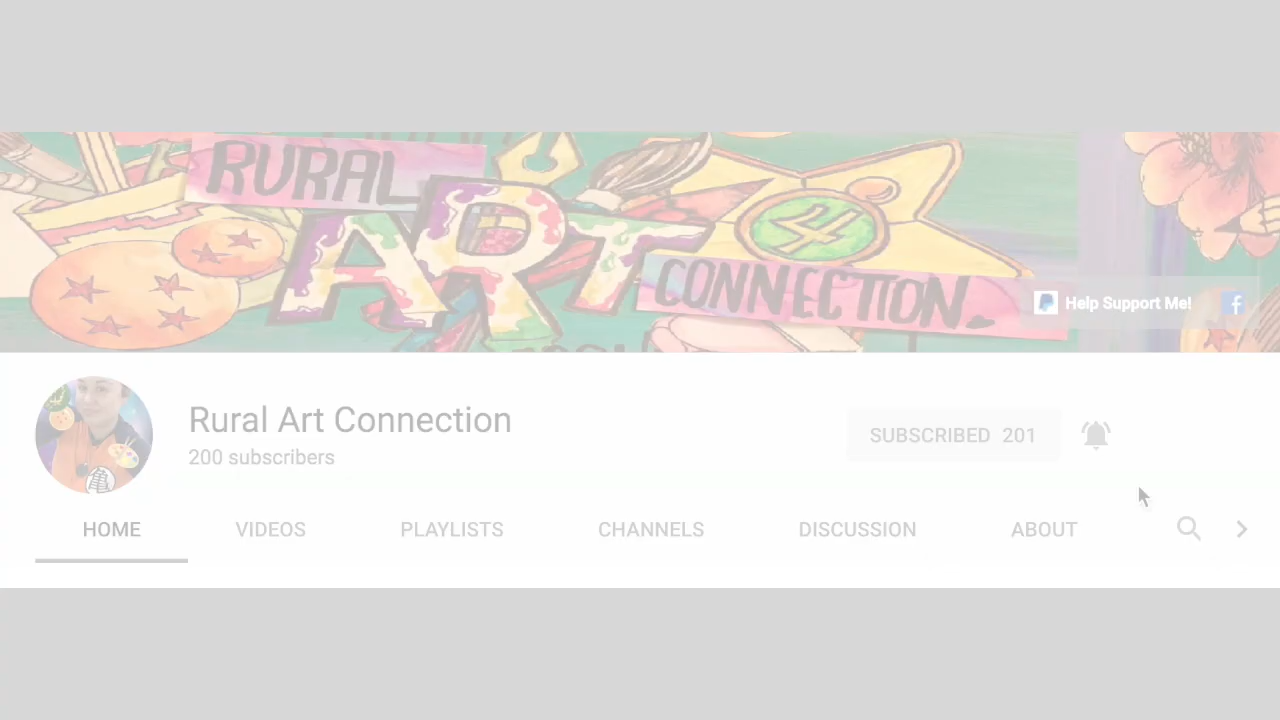 RURAL
ART
CONNECTION.
Help Support Me!
Rural Art Connection
200 subscribers
SUBSCRIBED 201
HOME VIDEOS PLAYLISTS CHANNELS DISCUSSION ABOUT